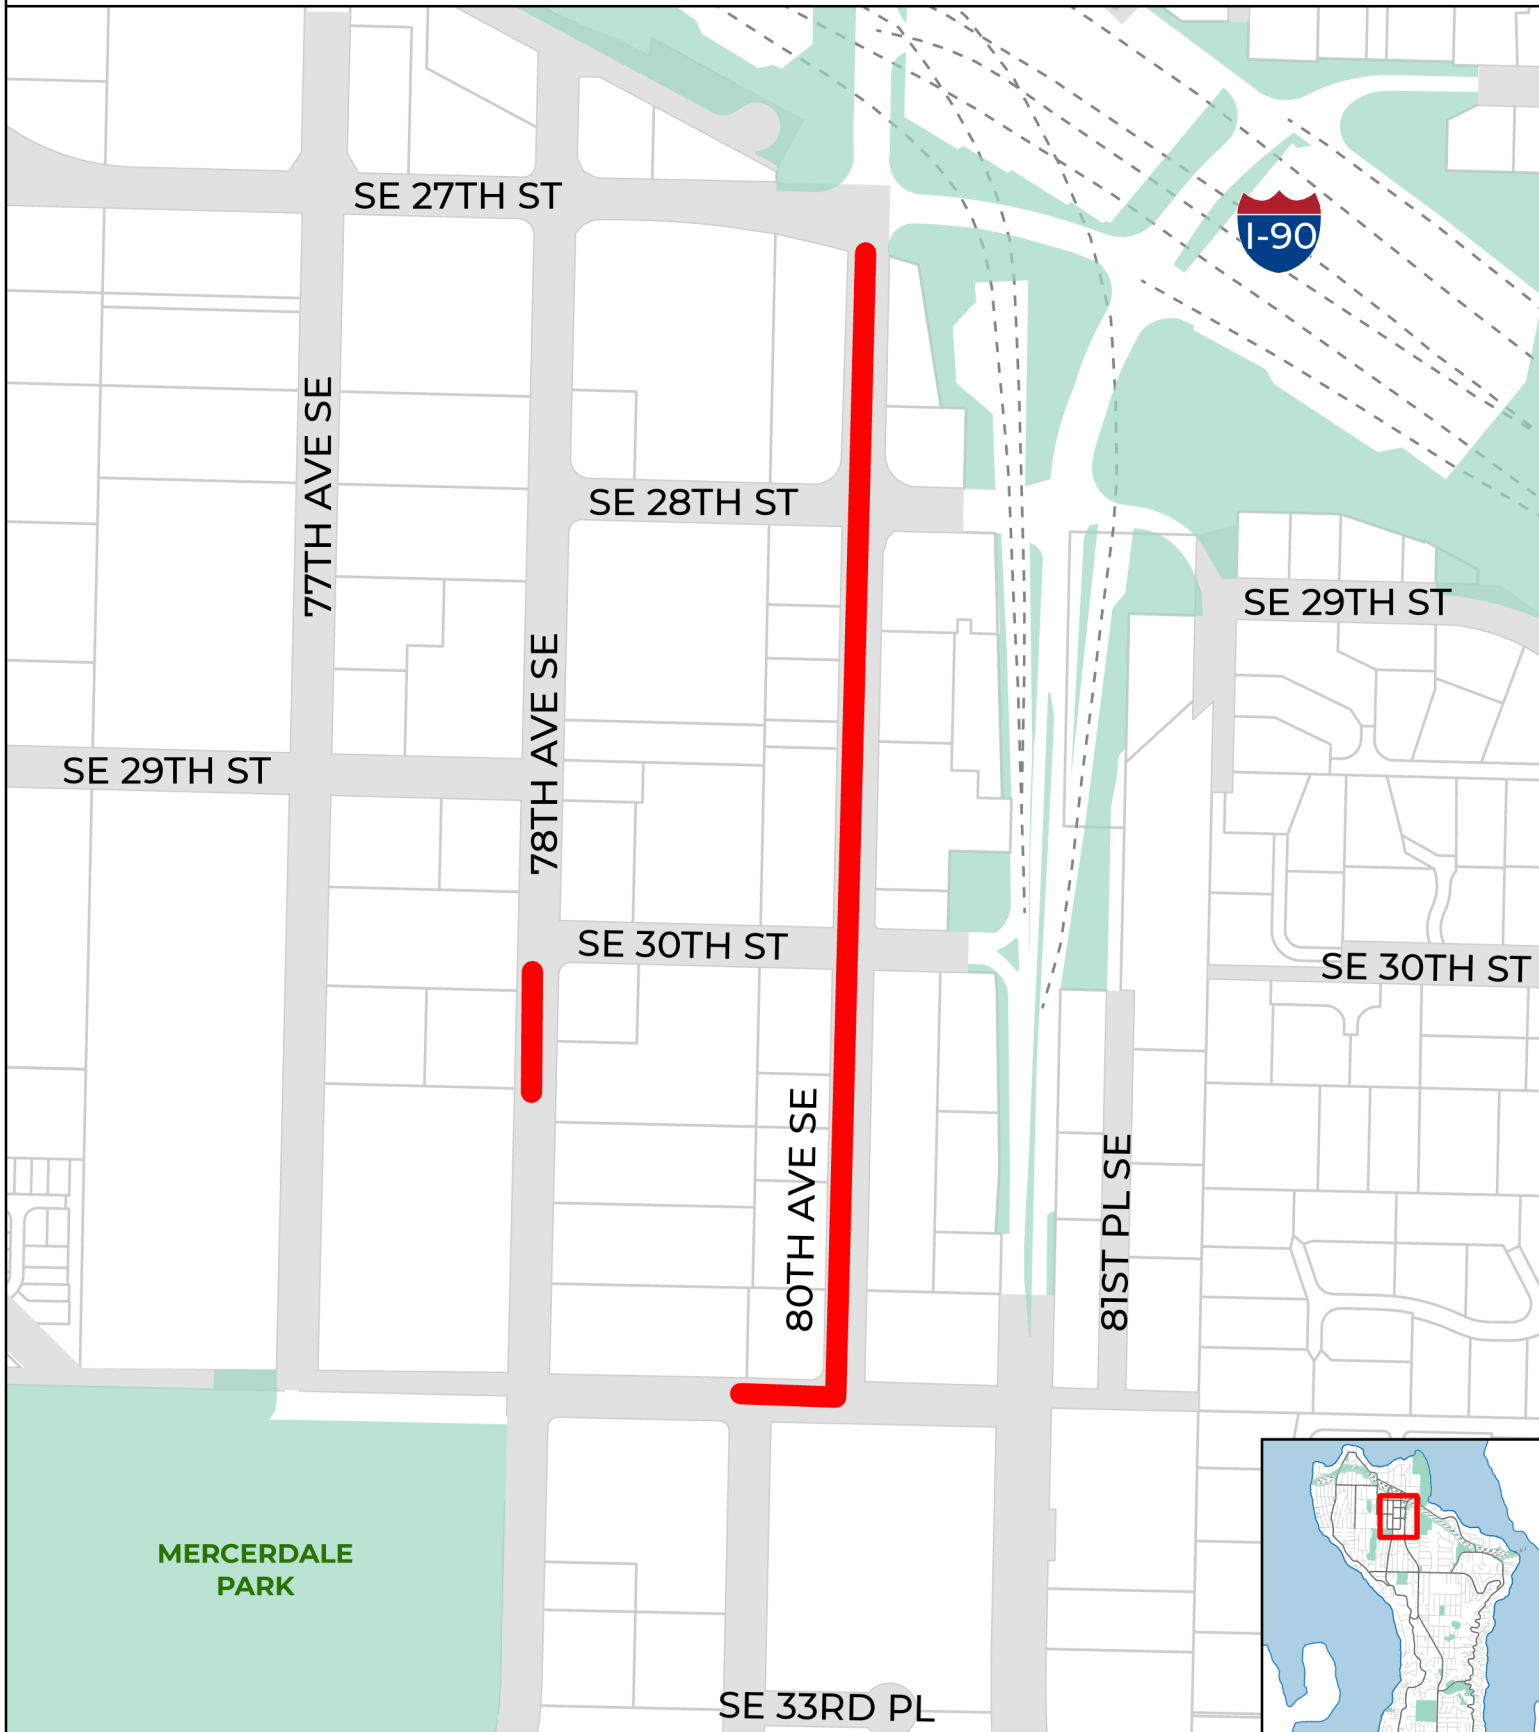 SE 27TH ST
I-90
77TH AVE SE
SE 28TH ST
SE 29TH ST
78TH AVE SE
SE 29TH ST
SE 30TH ST
SE 30TH ST
80TH AVE SE
81ST PL SE
MERCERDALE
PARK
SE 33RD PL